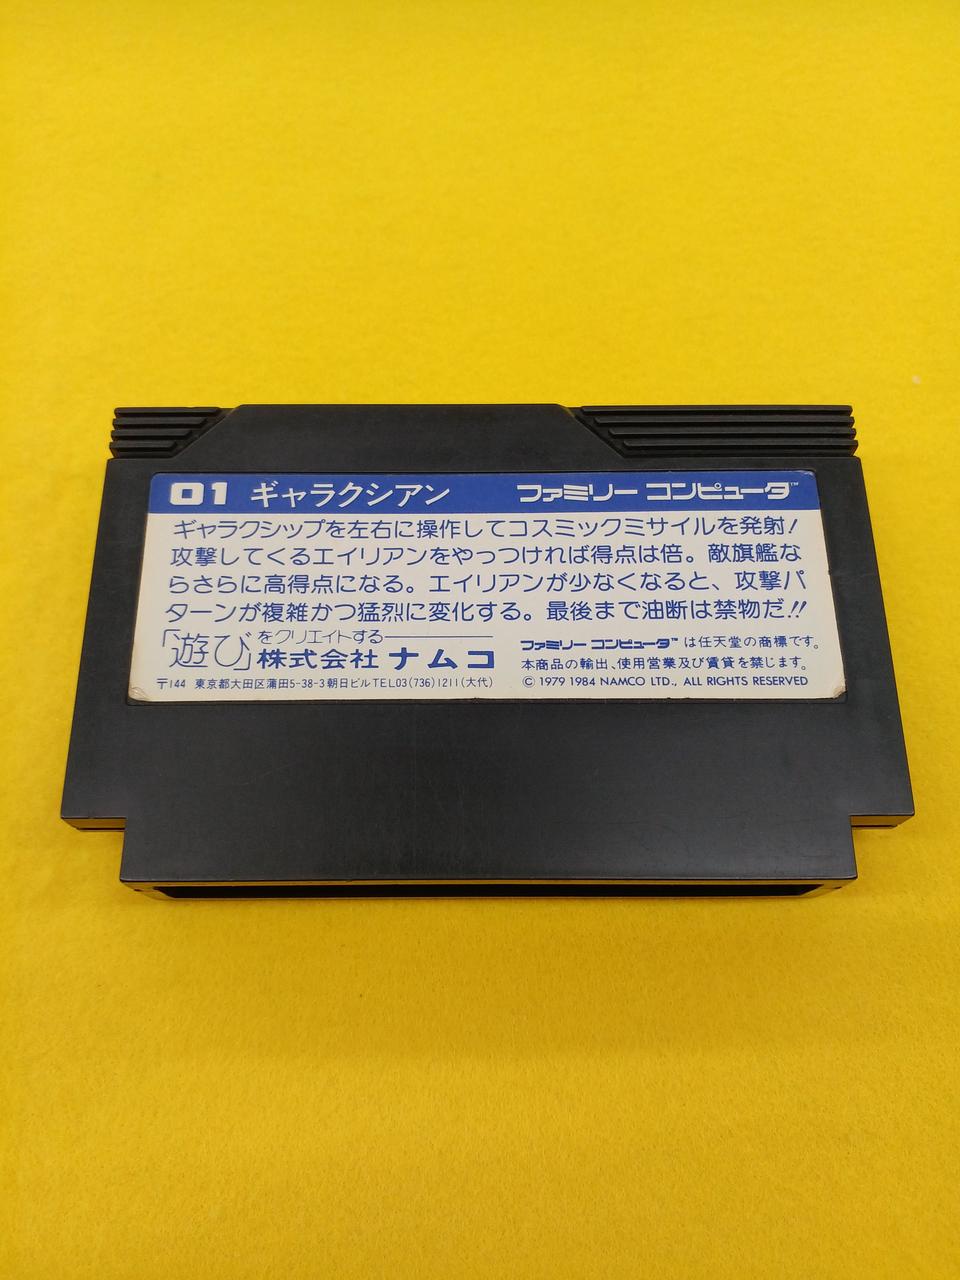 01 ギャラクシアン ファミリー コンピュータ™
ギャラクシップを左右に操作してコスミックミサイルを発射!
攻撃してくるエイリアンをやっつければ得点は倍。敵旗艦な
らさらに高得点になる。エイリアンが少なくなると、攻撃パ
ターンが複雑かつ猛烈に変化する。最後まで油断は禁物だ!!
「遊び」をクリエイトする
株式会社 ナムコ
〒144 東京都大田区蒲田5-38-3朝日ビルTEL03(736)1211(大代)
ファミリー コンピュータ™ は任天堂の商標です。
本商品の輸出、使用営業及び賃貸を禁じます。
© 1979 1984 NAMCO LTD., ALL RIGHTS RESERVED